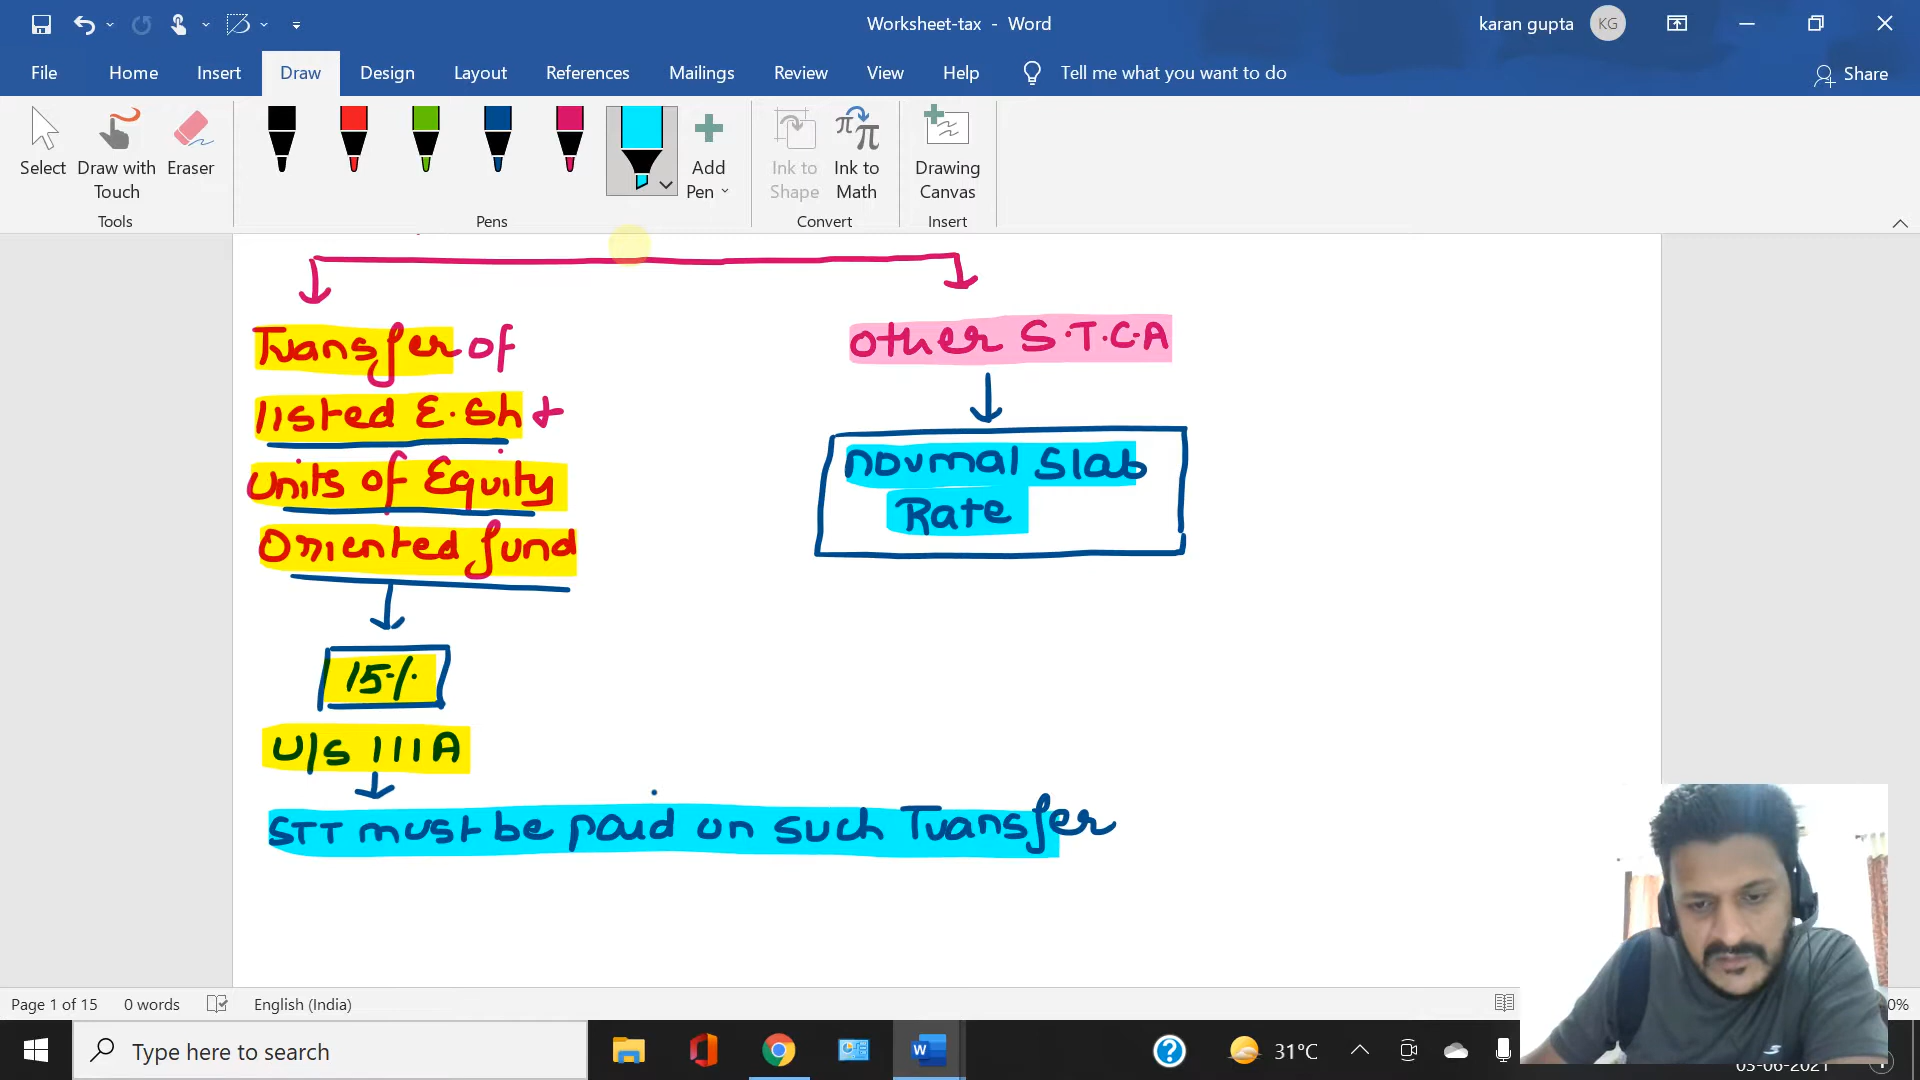 Worksheet-tax - Word
karan gupta
KG
File
Home
Insert
Draw
Design
Layout
References
Mailings
Review
View
Help
Tell me what you want to do
Share
Select
Draw with
Touch
Eraser
Add
Pen
Ink to
Shape
Ink to
Math
Drawing
Canvas
Tools
Pens
Convert
Insert
Transfer of
listed E.Sh +
Units of Equity
Oriented fund
15%
U/s 111A
STT must be paid on such Transfer
other S.T.C.A
normal Slab
Rate
Page 1 of 15
0 words
English (India)
0%
Type here to search
31°C
03-06-2021